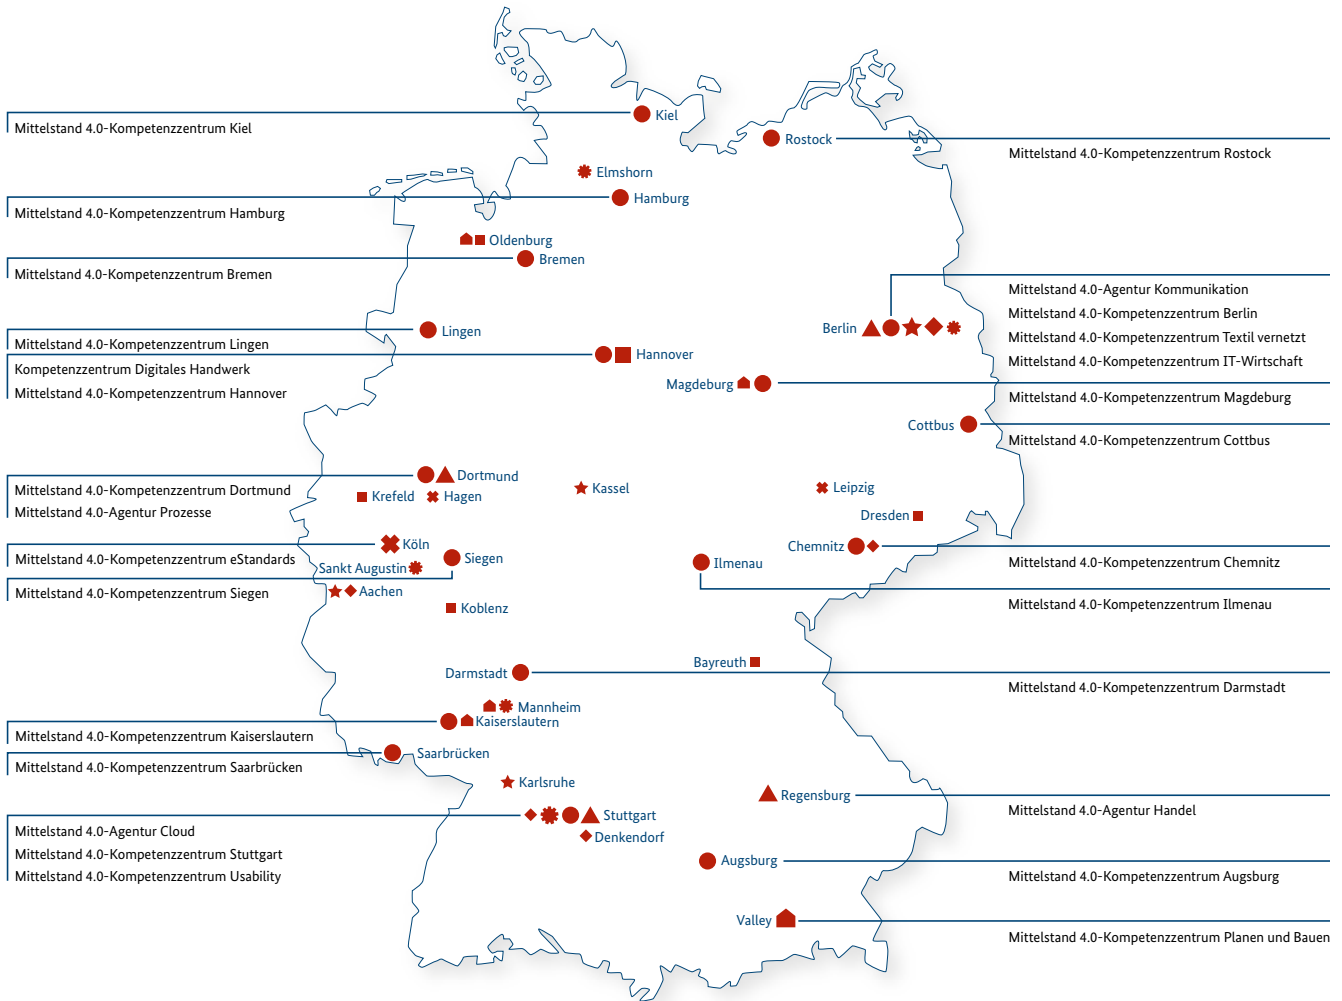 Kiel
Mittelstand 4.0-Kompetenzzentrum Kiel
Rostock
Mittelstand 4.0-Kompetenzzentrum Rostock
Elmshorn
Hamburg
Mittelstand 4.0-Kompetenzzentrum Hamburg
Oldenburg
Bremen
Mittelstand 4.0-Kompetenzzentrum Bremen
Mittelstand 4.0-Agentur Kommunikation
Mittelstand 4.0-Kompetenzzentrum Berlin
Mittelstand 4.0-Kompetenzzentrum Textil vernetzt
Mittelstand 4.0-Kompetenzzentrum IT-Wirtschaft
Berlin
Lingen
Mittelstand 4.0-Kompetenzzentrum Lingen
Hannover
Kompetenzzentrum Digitales Handwerk
Mittelstand 4.0-Kompetenzzentrum Hannover
Magdeburg
Mittelstand 4.0-Kompetenzzentrum Magdeburg
Cottbus
Mittelstand 4.0-Kompetenzzentrum Cottbus
Dortmund
Mittelstand 4.0-Kompetenzzentrum Dortmund
Mittelstand 4.0-Agentur Prozesse
Krefeld
Hagen
Kassel
Leipzig
Dresden
Köln
Mittelstand 4.0-Kompetenzzentrum eStandards
Siegen
Sankt Augustin
Mittelstand 4.0-Kompetenzzentrum Siegen
Aachen
Chemnitz
Mittelstand 4.0-Kompetenzzentrum Chemnitz
Ilmenau
Mittelstand 4.0-Kompetenzzentrum Ilmenau
Koblenz
Bayreuth
Darmstadt
Mittelstand 4.0-Kompetenzzentrum Darmstadt
Mannheim
Kaiserslautern
Mittelstand 4.0-Kompetenzzentrum Kaiserslautern
Saarbrücken
Mittelstand 4.0-Kompetenzzentrum Saarbrücken
Karlsruhe
Regensburg
Mittelstand 4.0-Agentur Handel
Stuttgart
Mittelstand 4.0-Agentur Cloud
Mittelstand 4.0-Kompetenzzentrum Stuttgart
Mittelstand 4.0-Kompetenzzentrum Usability
Denkendorf
Augsburg
Mittelstand 4.0-Kompetenzzentrum Augsburg
Valley
Mittelstand 4.0-Kompetenzzentrum Planen und Bauen